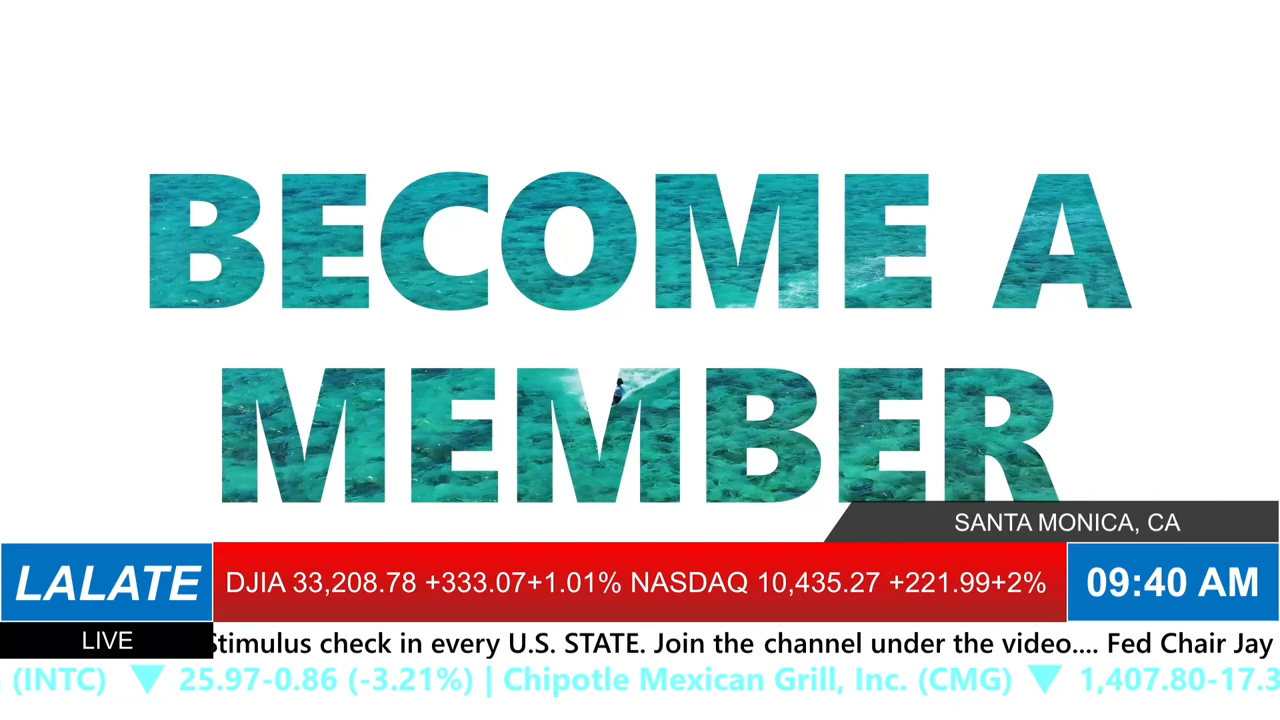 BECOME A
MEMBER
SANTA MONICA, CA
LALATE
DJIA 33,208.78 +333.07+1.01% NASDAQ 10,435.27 +221.99+2%
09:40 AM
LIVE
Stimulus check in every U.S. STATE. Join the channel under the video.... Fed Chair Jay
(INTC) ▼ 25.97-0.86 (-3.21%) | Chipotle Mexican Grill, Inc. (CMG) ▼ 1,407.80-17.3